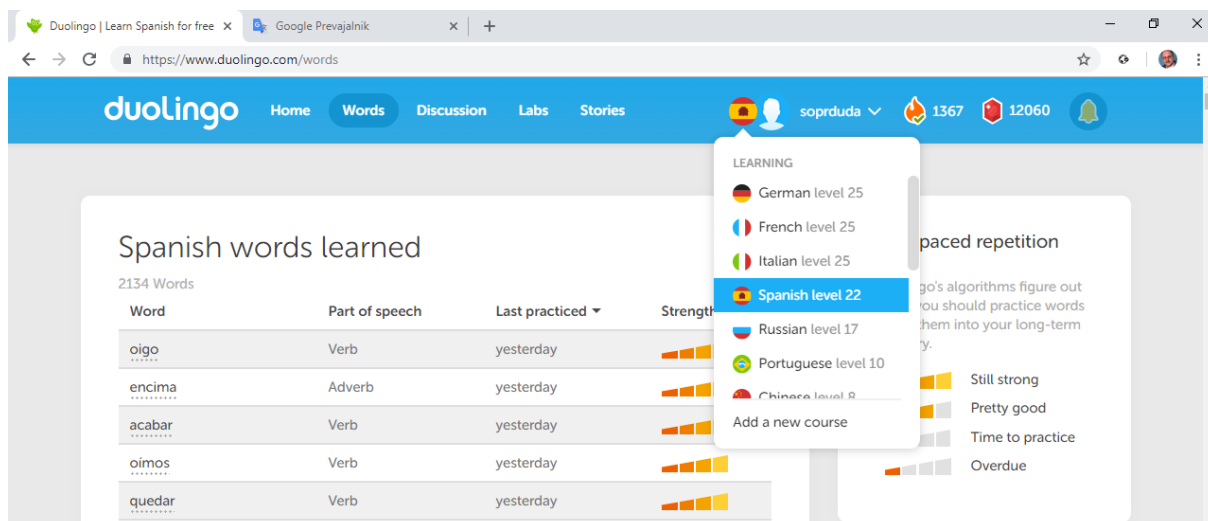 Duolingo | Learn Spanish for free
Google Prevajalnik
https://www.duolingo.com/words
duolingo Home Words Discussion Labs Stories soprduda 1367 12060
LEARNING
German level 25
French level 25
Italian level 25
Spanish level 22
Russian level 17
Portuguese level 10
Chinese level 8
Add a new course
Spanish words learned
2134 Words
Word Part of speech Last practiced Strengt
oigo Verb yesterday
encima Adverb yesterday
acabar Verb yesterday
oímos Verb yesterday
quedar Verb yesterday
paced repetition
go's algorithms figure out
you should practice words
them into your long-term
y.
Still strong
Pretty good
Time to practice
Overdue